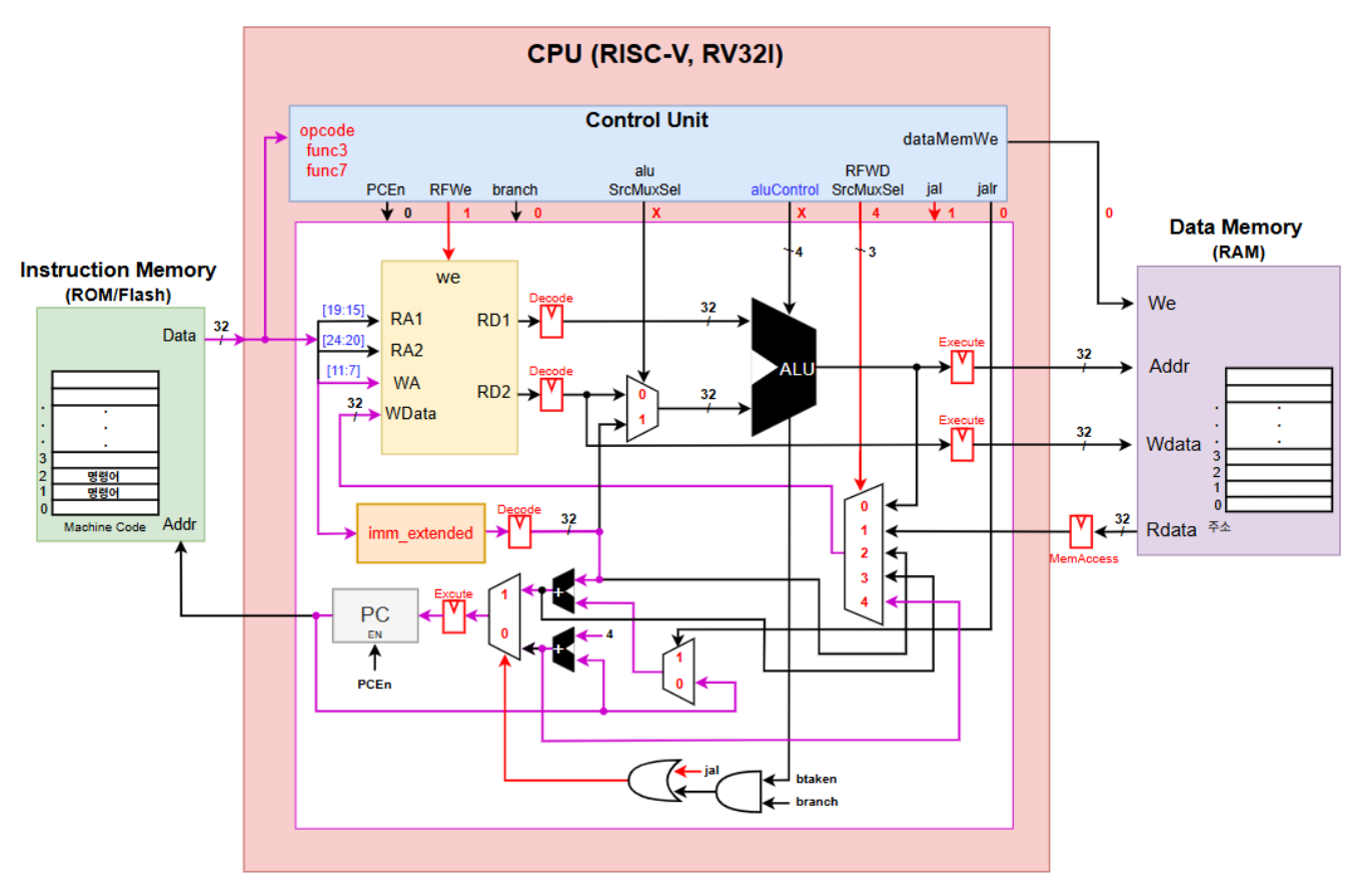 CPU (RISC-V, RV32I)
Control Unit
opcode
func3
func7
dataMemWe
PCEn
RFWe
branch
alu
SrcMuxSel
aluControl
RFWD
SrcMuxSel
jal
jalr
0
1
0
X
X
4
1
0
0
Instruction Memory
(ROM/Flash)
Data
32
.
.
.
.
.
.
3
2 명령어
1 명령어
0
Machine Code
Addr
we
[19:15]
RA1
[24:20]
RA2
[11:7]
WA
32
WData
RD1
RD2
Decode
Decode
32
32
0
1
4
3
ALU
Execute
32
Execute
32
Data Memory
(RAM)
We
Addr
Wdata
.
.
.
.
.
.
3
2
1
0
Rdata
주소
32
MemAccess
imm_extended
Decode
32
0
1
2
3
4
PC
EN
PCEn
Excute
1
0
+
+
4
1
0
jal
btaken
branch